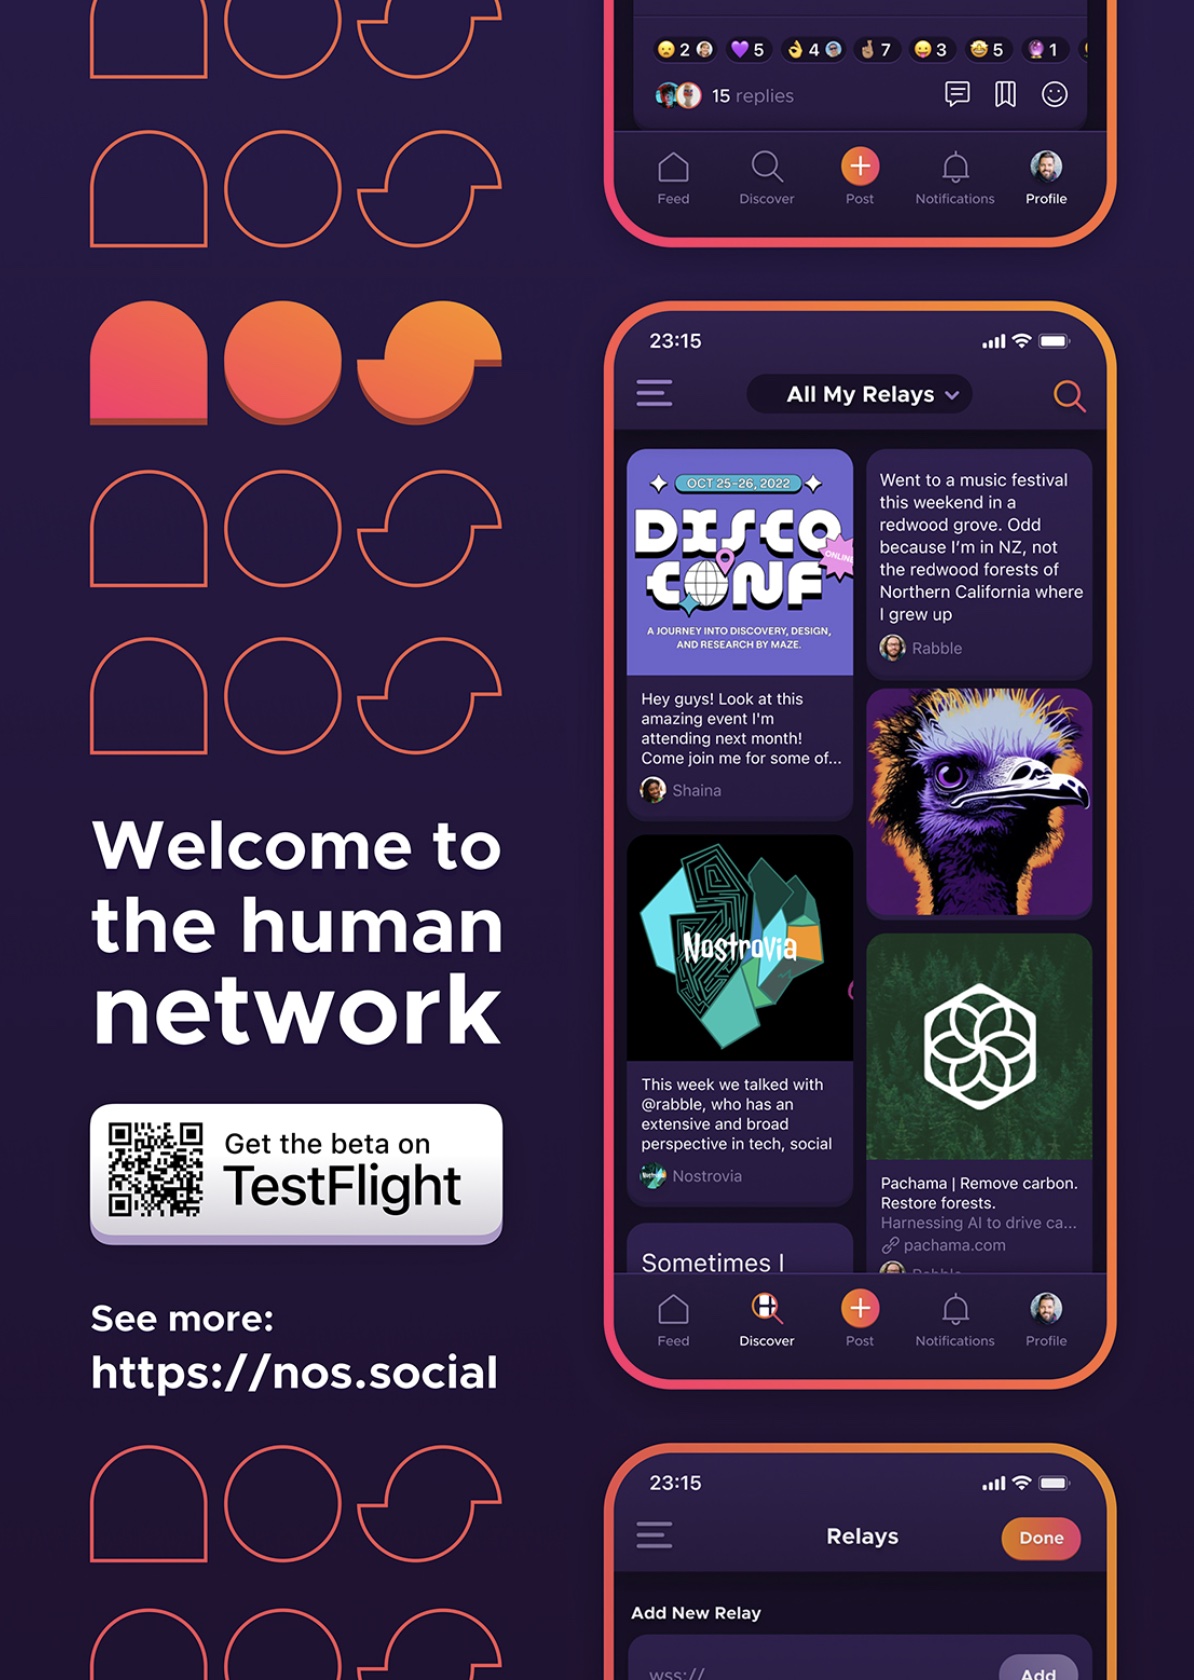 nos
Welcome to
the human
network
Get the beta on
TestFlight
See more:
https://nos.social
2
5
4
7
3
5
1
15 replies
Feed
Discover
Post
Notifications
Profile
23:15
All My Relays
OCT 25-26, 2022
DISCO
CONF
ONLINE
A JOURNEY INTO DISCOVERY, DESIGN,
AND RESEARCH BY MAZE.
Hey guys! Look at this
amazing event I'm
attending next month!
Come join me for some of...
Shaina
Nostrovia
This week we talked with
@rabble, who has an
extensive and broad
perspective in tech, social
Nostrovia
Sometimes I
Went to a music festival
this weekend in a
redwood grove. Odd
because I'm in NZ, not
the redwood forests of
Northern California where
I grew up
Rabble
Pachama | Remove carbon.
Restore forests.
Harnessing AI to drive ca...
pachama.com
Rabble
Feed
Discover
Post
Notifications
Profile
23:15
Relays
Done
Add New Relay
wss://
Add